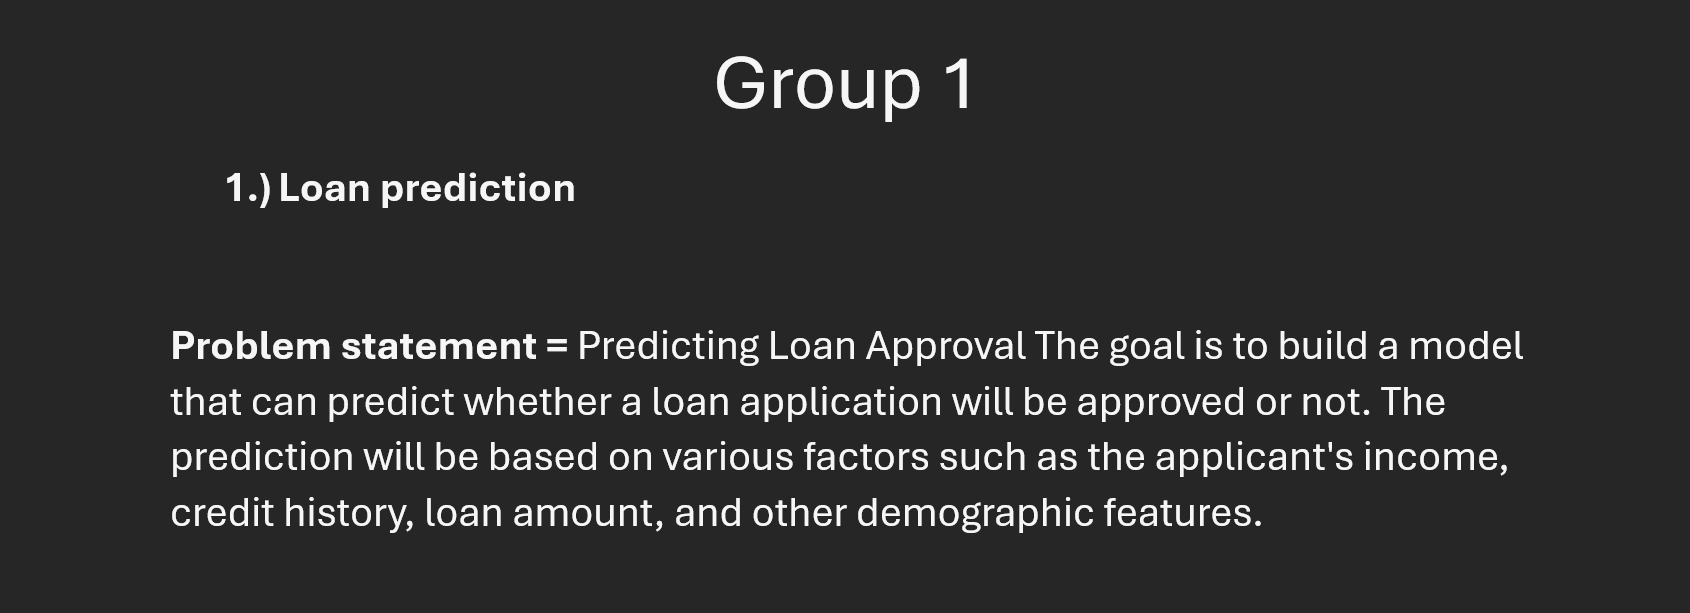 Group 1
1.) Loan prediction
Problem statement = Predicting Loan Approval The goal is to build a model
that can predict whether a loan application will be approved or not. The
prediction will be based on various factors such as the applicant's income,
credit history, loan amount, and other demographic features.